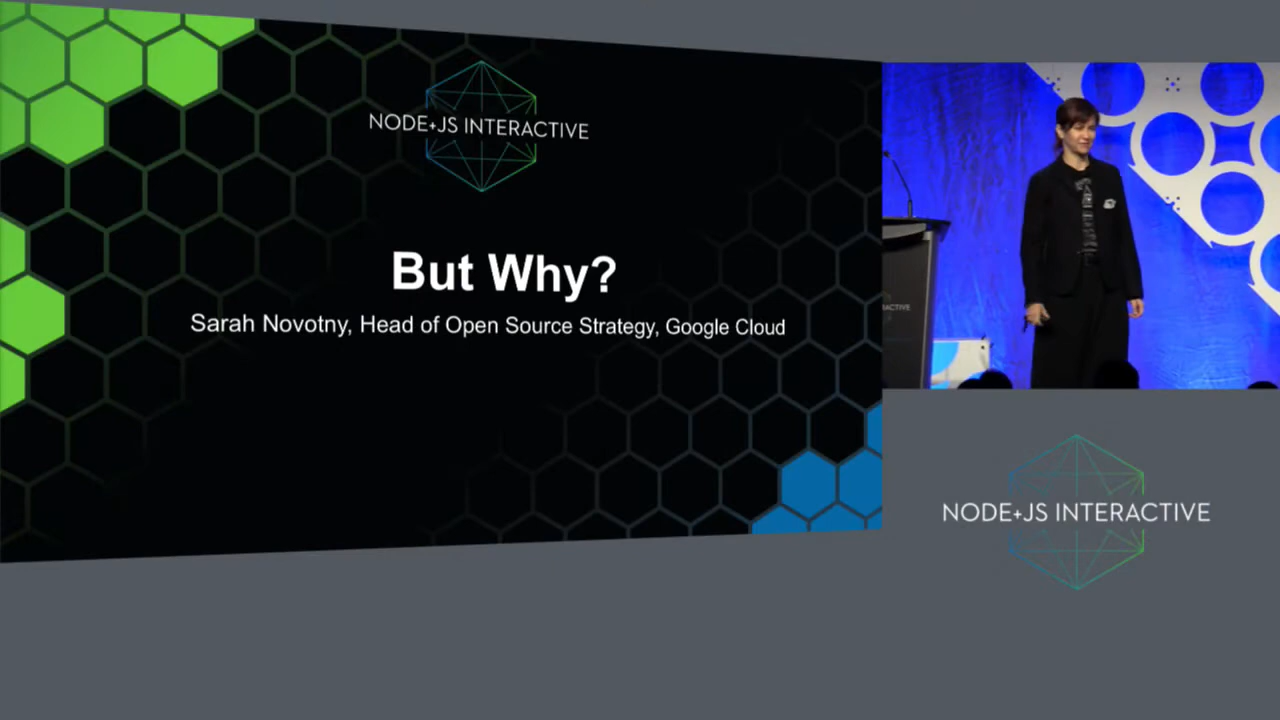 NODE+JS INTERACTIVE
But Why?
Sarah Novotny, Head of Open Source Strategy, Google Cloud
NODE+JS INTERACTIVE